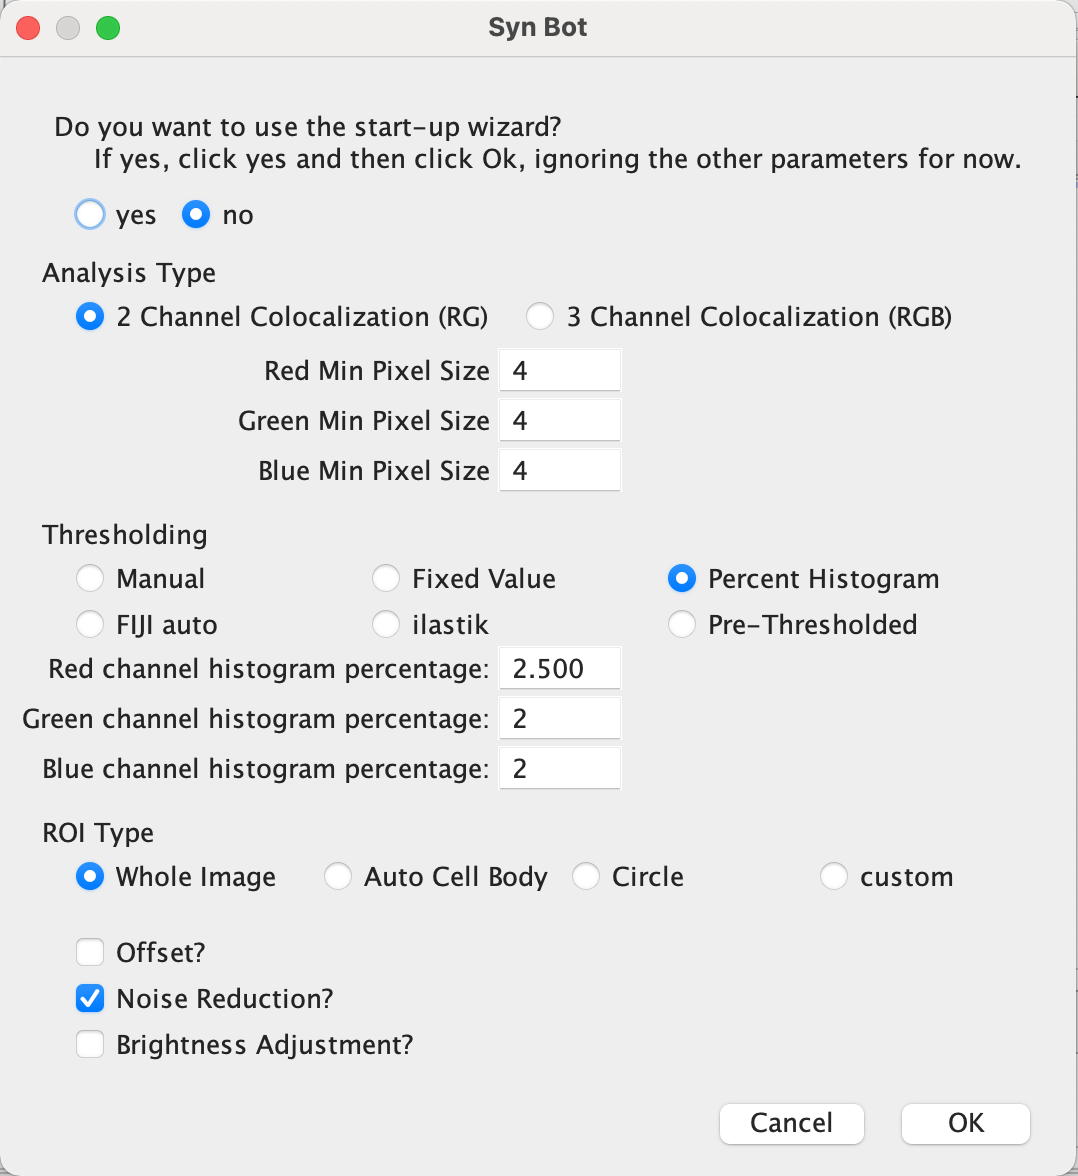 Syn Bot
Do you want to use the start-up wizard?
If yes, click yes and then click Ok, ignoring the other parameters for now.
yes no
Analysis Type
2 Channel Colocalization (RG) 3 Channel Colocalization (RGB)
Red Min Pixel Size 4
Green Min Pixel Size 4
Blue Min Pixel Size 4
Thresholding
Manual Fixed Value Percent Histogram
FIJI auto ilastik Pre-Thresholded
Red channel histogram percentage: 2.500
Green channel histogram percentage: 2
Blue channel histogram percentage: 2
ROI Type
Whole Image Auto Cell Body Circle custom
Offset?
Noise Reduction?
Brightness Adjustment?
Cancel OK